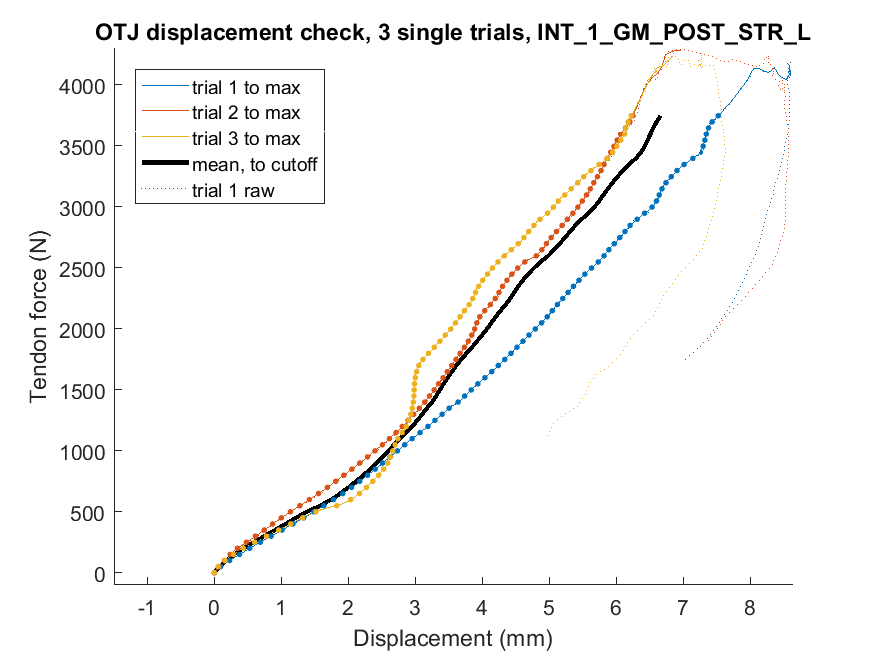 OTJ displacement check, 3 single trials, INT_1_GM_POST_STR_L
trial 1 to max
trial 2 to max
trial 3 to max
mean, to cutoff
trial 1 raw
Tendon force (N)
4000
3500
3000
2500
2000
1500
1000
500
0
-1 0 1 2 3 4 5 6 7 8
Displacement (mm)